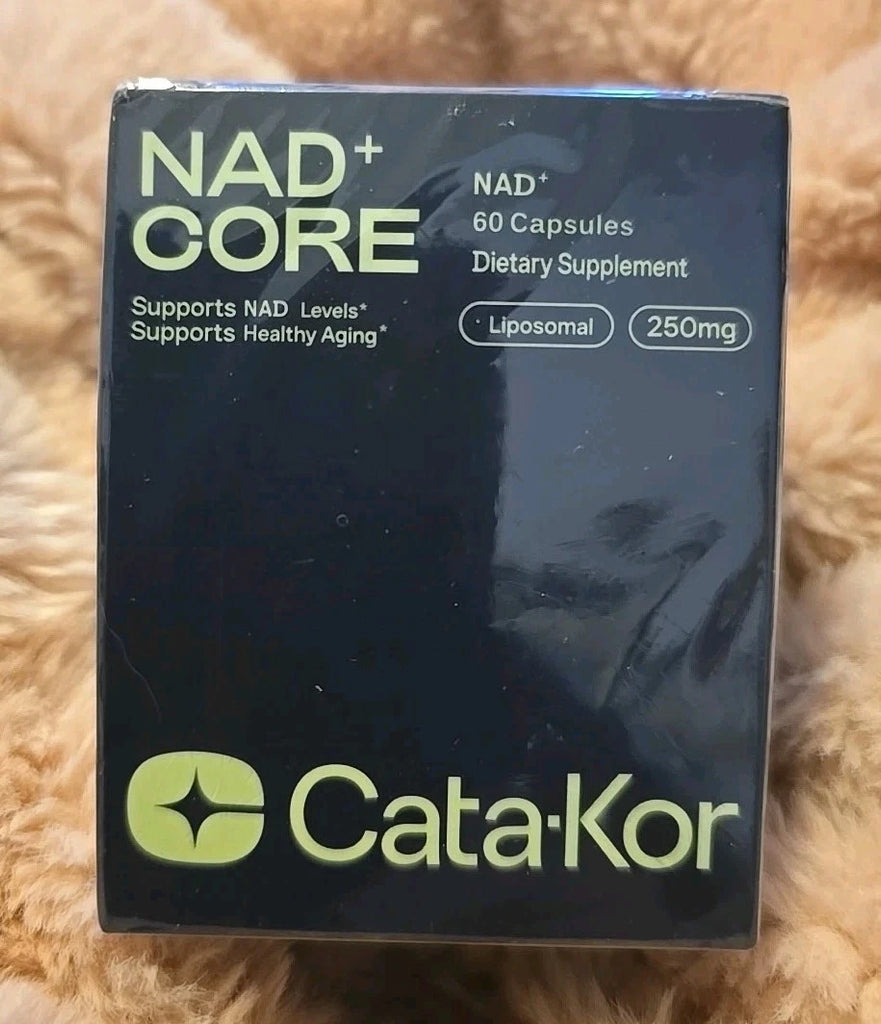 NAD+
CORE
Supports NAD Levels*
Supports Healthy Aging*
NAD+
60 Capsules
Dietary Supplement
Liposomal
250mg
Cata·Kor